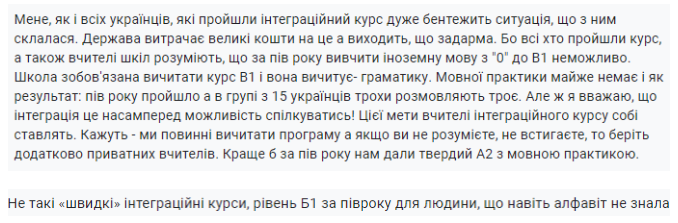 Мене, як і всіх українців, які пройшли інтеграційний курс дуже бентежить ситуація, що з ним
склалася. Держава витрачає великі кошти на це а виходить, що задарма. Бо всі хто пройшли курс,
а також вчителі шкіл розуміють, що за пів року вивчити іноземну мову з "0" до В1 неможливо.
Школа зобов'язана вичитати курс В1 і вона вичитує- граматику. Мовної практики майже немає і як
результат: пів року пройшло а в групі з 15 українців трохи розмовляють троє. Але ж я вважаю, що
інтеграція це насамперед можливість спілкуватись! Цієї мети вчителі інтеграційного курсу собі
ставлять. Кажуть - ми повинні вичитати програму а якщо ви не розумієте, не встигаєте, то беріть
додатково приватних вчителів. Краще б за пів року нам дали твердий А2 з мовною практикою.
Не такі «швидкі» інтеграційні курси, рівень Б1 за півроку для людини, що навіть алфавіт не знала